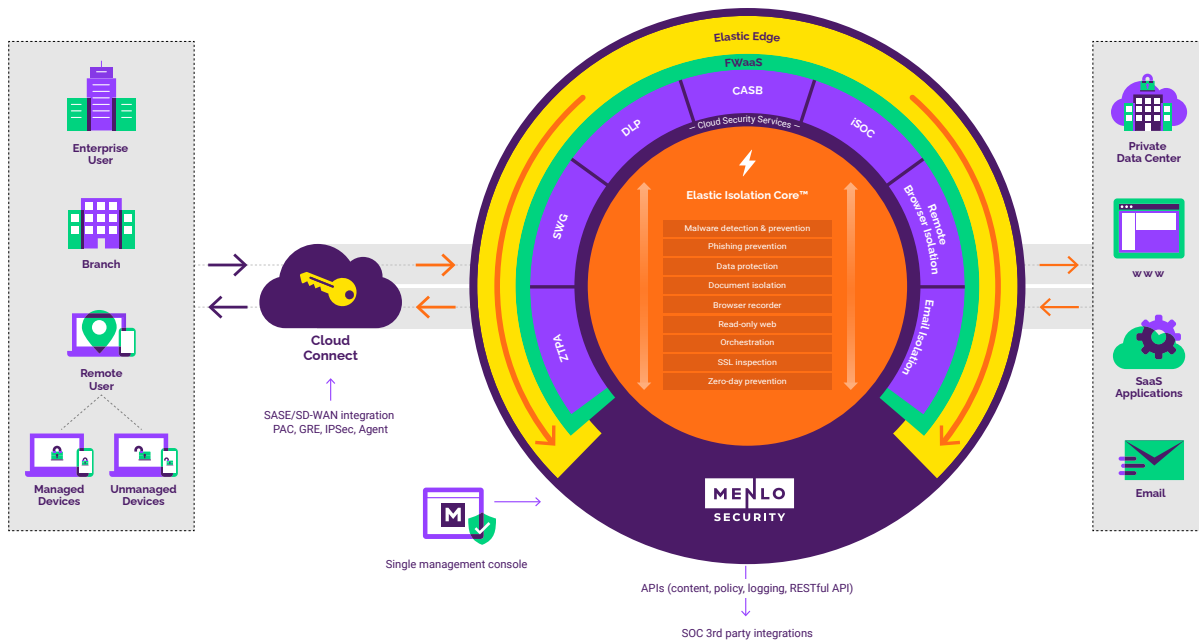 Enterprise
User
Branch
Remote
User
Managed
Devices
Unmanaged
Devices
Cloud
Connect
SASE/SD-WAN integration
PAC, GRE, IPSec, Agent
M
Single management console
Elastic Edge
FWaaS
ZTPA
SWG
DLP
CASB
iSOC
Remote
Browser Isolation
Email Isolation
— Cloud Security Services —
Elastic Isolation Core™
Malware detection & prevention
Phishing prevention
Data protection
Document isolation
Browser recorder
Read-only web
Orchestration
SSL inspection
Zero-day prevention
MENLO
SECURITY
APIs (content, policy, logging, RESTful API)
SOC 3rd party integrations
Private
Data Center
www
SaaS
Applications
Email